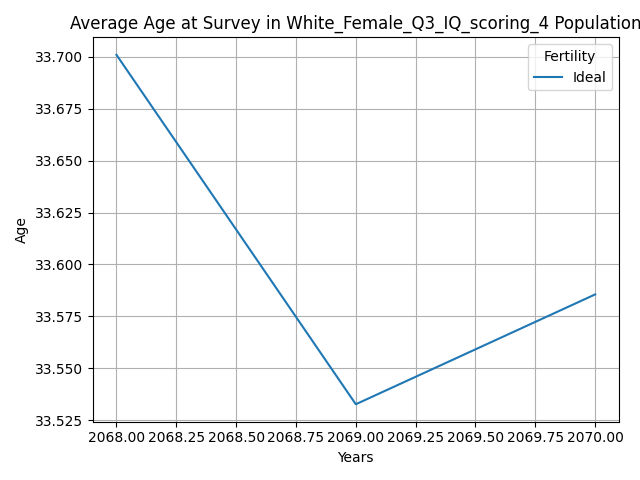 Average Age at Survey in White_Female_Q3_IQ_scoring_4 Population
33.700
33.675
33.650
33.625
33.600
33.575
33.550
33.525
Age
Fertility
Ideal
2068.00 2068.25 2068.50 2068.75 2069.00 2069.25 2069.50 2069.75 2070.00
Years